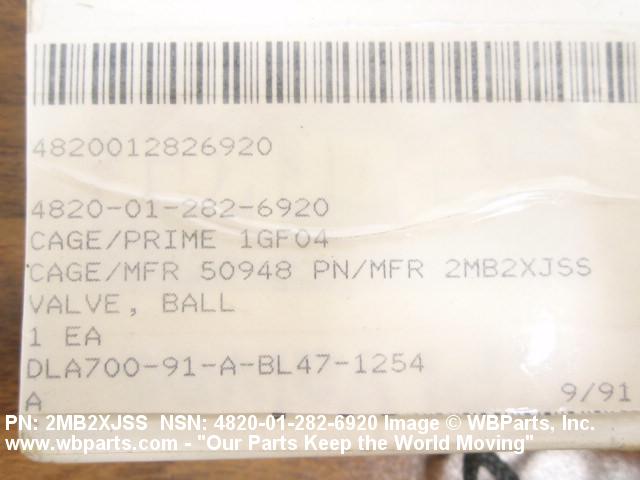 4820012826920
4820-01-282-6920
CAGE/PRIME 1GF04
CAGE/MFR 50948 PN/MFR 2MB2XJSS
VALVE, BALL
1 EA
DLA700-91-A-BL47-1254
A 9/91
PN: 2MB2XJSS NSN: 4820-01-282-6920 Image © WBParts, Inc.
www.wbparts.com - "Our Parts Keep the World Moving"